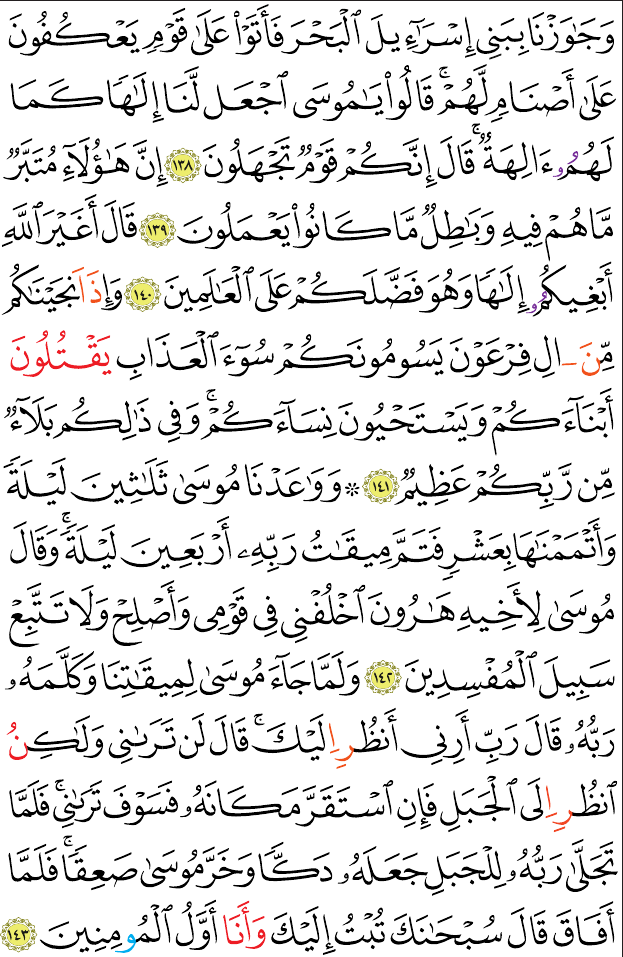 وَجَٰوَزْنَا بِبَنِىٓ إِسْرَٰٓءِيلَ ٱلْبَحْرَ فَأَتَوْا۟ عَلَىٰ قَوْمٍ يَعْكُفُونَ
عَلَىٰٓ أَصْنَامٍ لَّهُمْ ۚ قَالُوا۟ يَٰمُوسَى ٱجْعَل لَّنَآ إِلَٰهًا كَمَا
لَهُمُۥٓ ءَالِهَةٌ ۚ قَالَ إِنَّكُمْ قَوْمٌ تَجْهَلُونَ ١٣٨ إِنَّ هَٰٓؤُلَآءِ مُتَبَّرٌ
مَّا هُمْ فِيهِ وَبَٰطِلٌ مَّا كَانُوا۟ يَعْمَلُونَ ١٣٩ قَالَ أَغَيْرَ ٱللَّهِ
أَبْغِيكُمُۥٓ إِلَٰهًا وَهُوَ فَضَّلَكُمْ عَلَى ٱلْعَٰلَمِينَ ١٤٠ وَإِذَ اَ۬نجَيْنَٰكُم
مِّنَ اَ۬الِ فِرْعَوْنَ يَسُومُونَكُمْ سُوٓءَ ٱلْعَذَابِ يَقْتُلُونَ
أَبْنَآءَكُمْ وَيَسْتَحْيُونَ نِسَآءَكُمْ ۚ وَفِى ذَٰلِكُم بَلَآءٌ
مِّن رَّبِّكُمْ عَظِيمٌ ١٤١ ۞ وَوَٰعَدْنَا مُوسَىٰ ثَلَٰثِينَ لَيْلَةً
وَأَتْمَمْنَٰهَا بِعَشْرٍ فَتَمَّ مِيقَٰتُ رَبِّهِۦٓ أَرْبَعِينَ لَيْلَةً ۚ وَقَالَ
مُوسَىٰ لِأَخِيهِ هَٰرُونَ ٱخْلُفْنِى فِى قَوْمِى وَأَصْلِحْ وَلَا تَتَّبِعْ
سَبِيلَ ٱلْمُفْسِدِينَ ١٤٢ وَلَمَّا جَآءَ مُوسَىٰ لِمِيقَٰتِنَا وَكَلَّمَهُۥ
رَبُّهُۥ قَالَ رَبِّ أَرِنِىٓ أَنظُرِ اِ۬لَيْكَ ۚ قَالَ لَن تَرَىٰنِى وَلَٰكِنُ
ٱنظُرِ اِ۬لَى ٱلْجَبَلِ فَإِنِ ٱسْتَقَرَّ مَكَانَهُۥ فَسَوْفَ تَرَىٰنِى ۚ فَلَمَّا
تَجَلَّىٰ رَبُّهُۥ لِلْجَبَلِ جَعَلَهُۥ دَكًّا وَخَرَّ مُوسَىٰ صَعِقًا ۚ فَلَمَّآ
أَفَاقَ قَالَ سُبْحَٰنَكَ تُبْتُ إِلَيْكَ وَأَنَآ أَوَّلُ ٱلْمُومِنِينَ ١٤٣